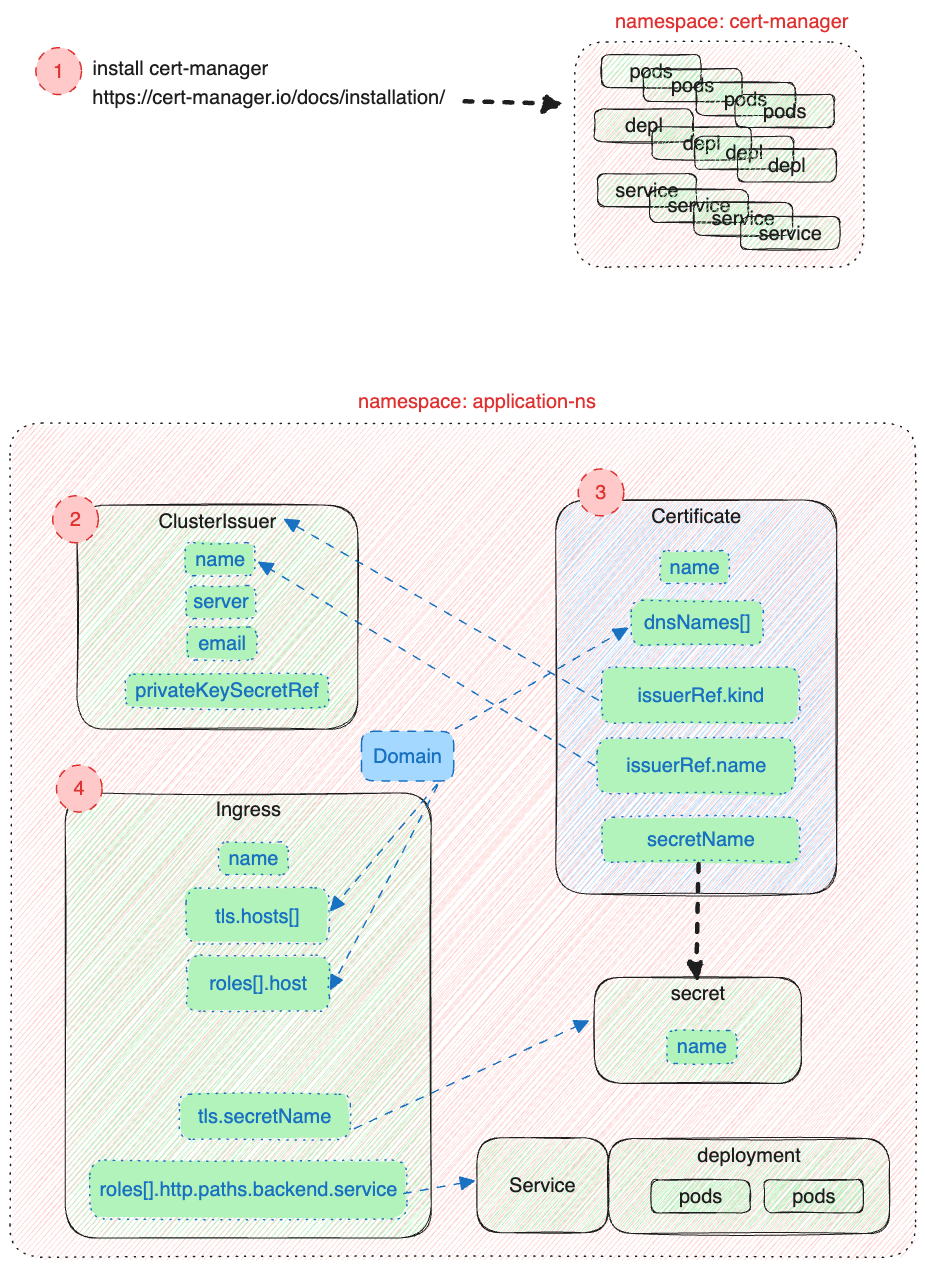 namespace: cert-manager
1
install cert-manager
https://cert-manager.io/docs/installation/
pods
pods
pods
pods
depl
depl
depl
depl
service
service
service
service
namespace: application-ns
2
ClusterIssuer
name
server
email
privateKeySecretRef
3
Certificate
name
dnsNames[]
issuerRef.kind
issuerRef.name
secretName
Domain
4
Ingress
name
tls.hosts[]
roles[].host
tls.secretName
roles[].http.paths.backend.service
secret
name
Service
deployment
pods
pods